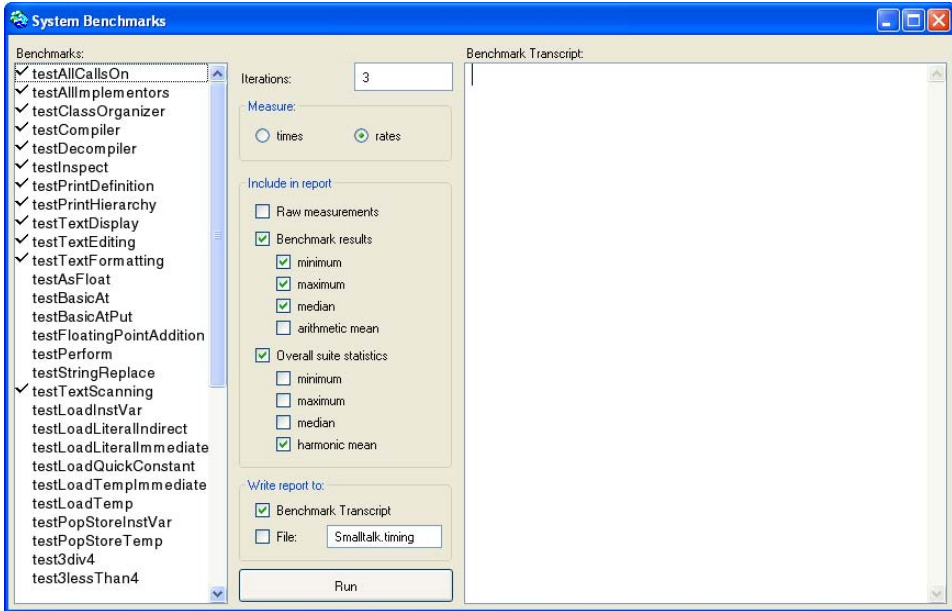 System Benchmarks
Benchmarks:
testAllCallsOn
testAllImplementors
testClassOrganizer
testCompiler
testDecompiler
testInspect
testPrintDefinition
testPrintHierarchy
testTextDisplay
testTextEditing
testTextFormatting
testAsFloat
testBasicAt
testBasicAtPut
testFloatingPointAddition
testPerform
testStringReplace
testTextScanning
testLoadInstVar
testLoadLiteralIndirect
testLoadLiteralImmediate
testLoadQuickConstant
testLoadTempImmediate
testLoadTemp
testPopStoreInstVar
testPopStoreTemp
test3div4
test3lessThan4
Iterations: 3
Measure:
times rates
Include in report
Raw measurements
Benchmark results
minimum
maximum
median
arithmetic mean
Overall suite statistics
minimum
maximum
median
harmonic mean
Write report to:
Benchmark Transcript
File: Smalltalk.timing
Run
Benchmark Transcript: